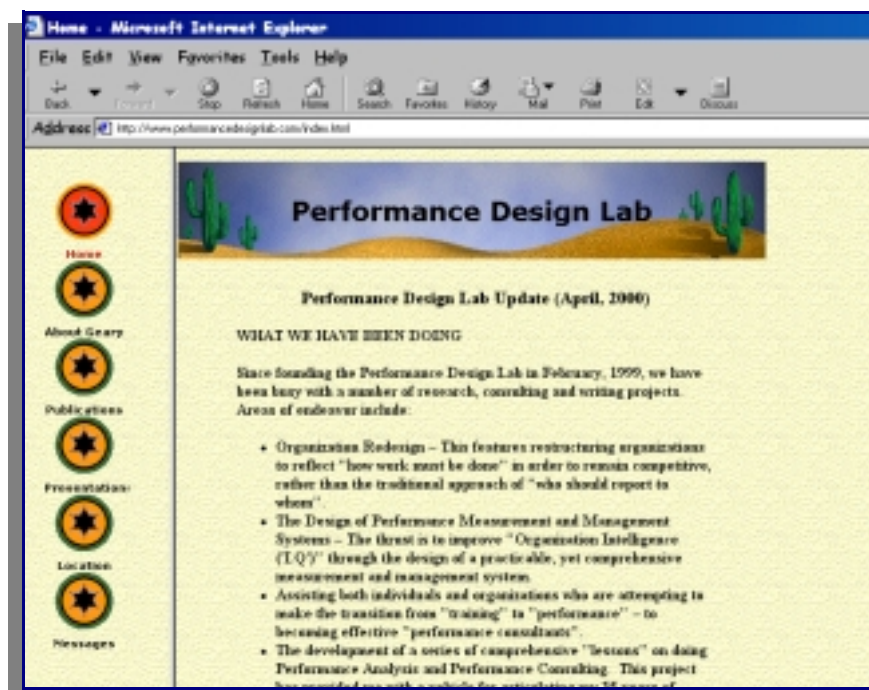 Home - Microsoft Internet Explorer
File Edit View Favorites Tools Help
Back Forward Stop Refresh Home Search Favorites History Mail Print Edit Discuss
Address http://www.performancedesignlab.com/index.html
Performance Design Lab
Home
About Geary
Publications
Presentations
Location
Messages
Performance Design Lab Update (April, 2000)
WHAT WE HAVE BEEN DOING
Since founding the Performance Design Lab in February, 1999, we have
been busy with a number of research, consulting and writing projects.
Areas of endeavor include:
• Organization Redesign – This features restructuring organizations
to reflect "how work must be done" in order to remain competitive,
rather than the traditional approach of "who should report to
whom".
• The Design of Performance Measurement and Management
Systems – The thrust is to improve "Organization Intelligence
('I.Q')" through the design of a practicable, yet comprehensive
measurement and management system.
• Assisting both individuals and organizations who are attempting to
make the transition from "training" to "performance" – to
becoming effective "performance consultants".
• The development of a series of comprehensive "lessons" on doing
Performance Analysis and Performance Consulting. This project
has provided me with a vehicle for articulating my 35 years of